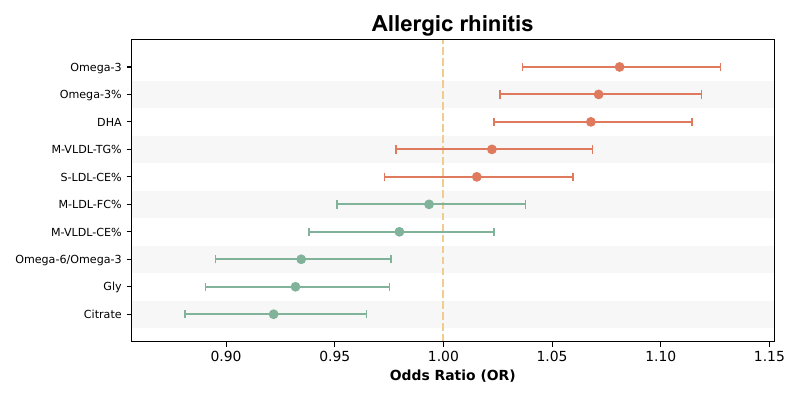 Allergic rhinitis
Omega-3
Omega-3%
DHA
M-VLDL-TG%
S-LDL-CE%
M-LDL-FC%
M-VLDL-CE%
Omega-6/Omega-3
Gly
Citrate
0.90 0.95 1.00 1.05 1.10 1.15
Odds Ratio (OR)